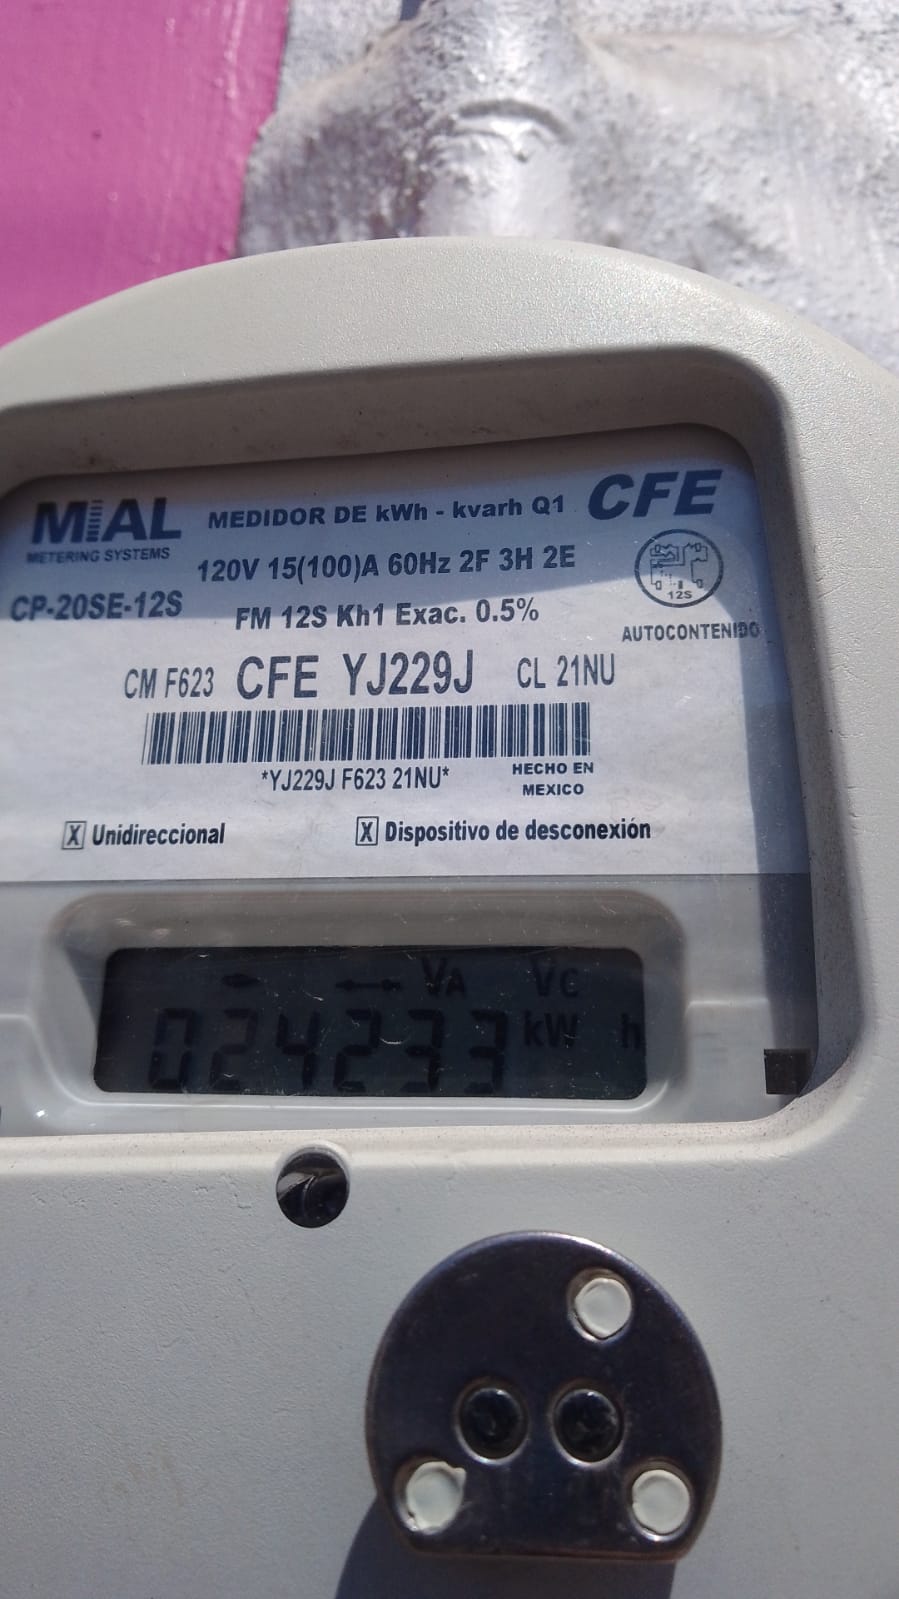 MIAL
METERING SYSTEMS
MEDIDOR DE kWh - kvarh Q1
CFE
120V 15(100)A 60Hz 2F 3H 2E
12S
CP-20SE-12S
FM 12S Kh1 Exac. 0.5%
AUTOCONTENIDO
CM F623 CFE YJ229J CL 21NU
*YJ229J F623 21NU*
HECHO EN
MEXICO
X Unidireccional
X Dispositivo de desconexión
VA VC
024233 kW h